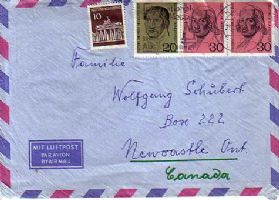 10
20
30
30
Familie
Wolfgang Schubert
Box 222
Newcastle Ont
Canada
MIT LUFTPOST
PAR AVION
BY AIR MAIL